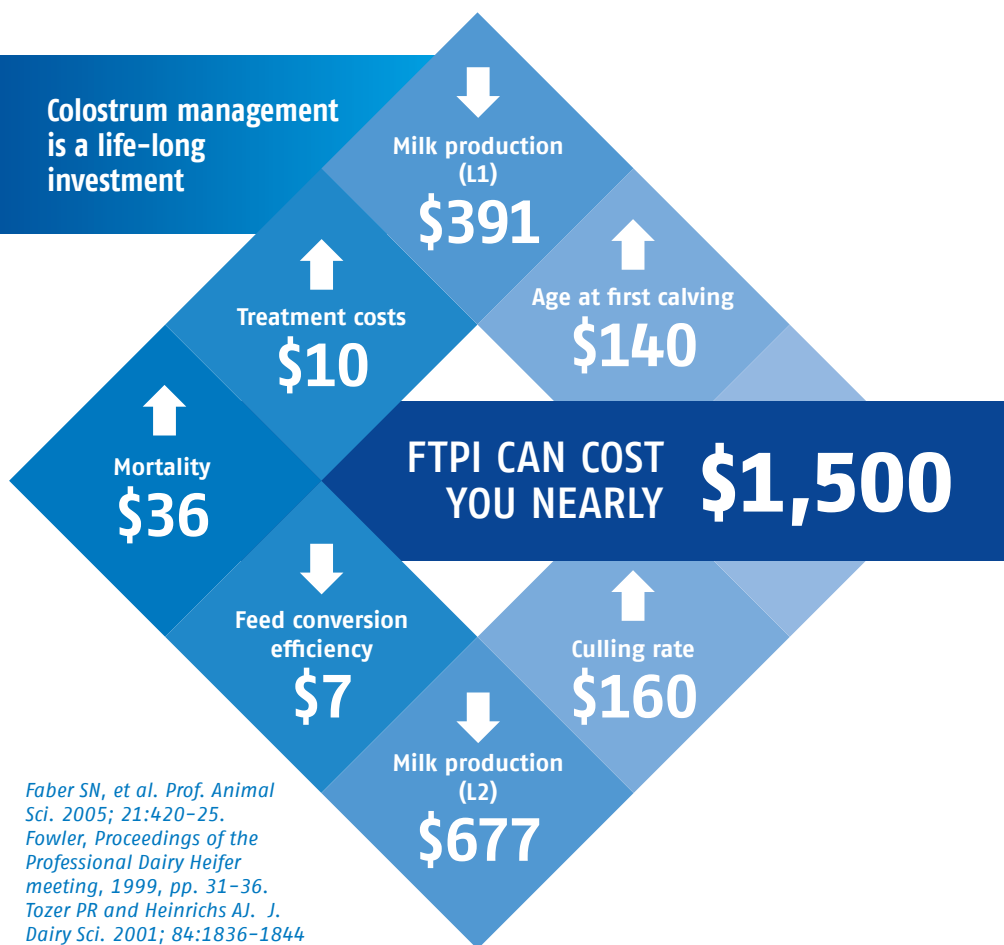 Colostrum management
is a life-long
investment
Milk production
(L1)
$391
Treatment costs
$10
Age at first calving
$140
Mortality
$36
FTPI CAN COST
YOU NEARLY
$1,500
Feed conversion
efficiency
$7
Culling rate
$160
Milk production
(L2)
$677
Faber SN, et al. Prof. Animal
Sci. 2005; 21:420-25.
Fowler, Proceedings of the
Professional Dairy Heifer
meeting, 1999, pp. 31-36.
Tozer PR and Heinrichs AJ. J.
Dairy Sci. 2001; 84:1836-1844